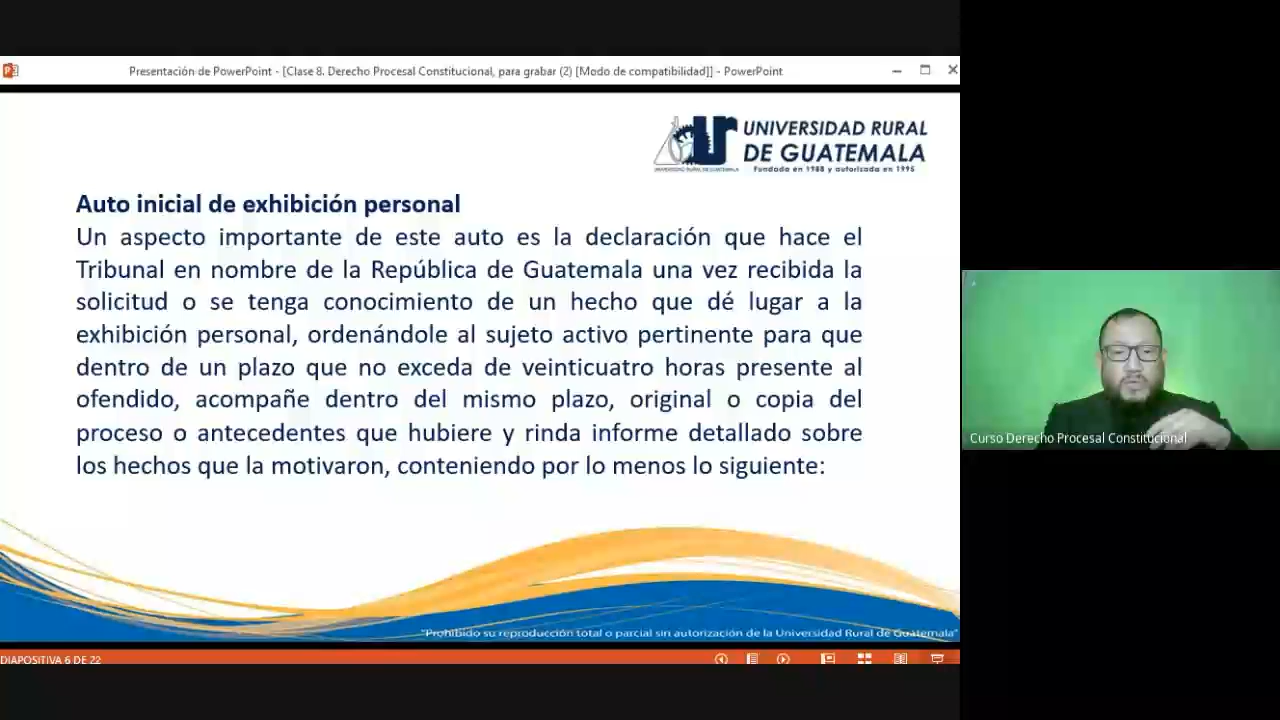 Presentación de PowerPoint - [Clase 8. Derecho Procesal Constitucional, para grabar (2) [Modo de compatibilidad]] - PowerPoint
UNIVERSIDAD RURAL
DE GUATEMALA
Fundada en 1988 y autorizada en 1995
UNIVERSIDAD RURAL DE GUATEMALA
Auto inicial de exhibición personal
Un aspecto importante de este auto es la declaración que hace el
Tribunal en nombre de la República de Guatemala una vez recibida la
solicitud o se tenga conocimiento de un hecho que dé lugar a la
exhibición personal, ordenándole al sujeto activo pertinente para que
dentro de un plazo que no exceda de veinticuatro horas presente al
ofendido, acompañe dentro del mismo plazo, original o copia del
proceso o antecedentes que hubiere y rinda informe detallado sobre
los hechos que la motivaron, conteniendo por lo menos lo siguiente:
Curso Derecho Procesal Constitucional
"Prohibido su reproducción total o parcial sin autorización de la Universidad Rural de Guatemala"
DIAPOSITIVA 6 DE 22